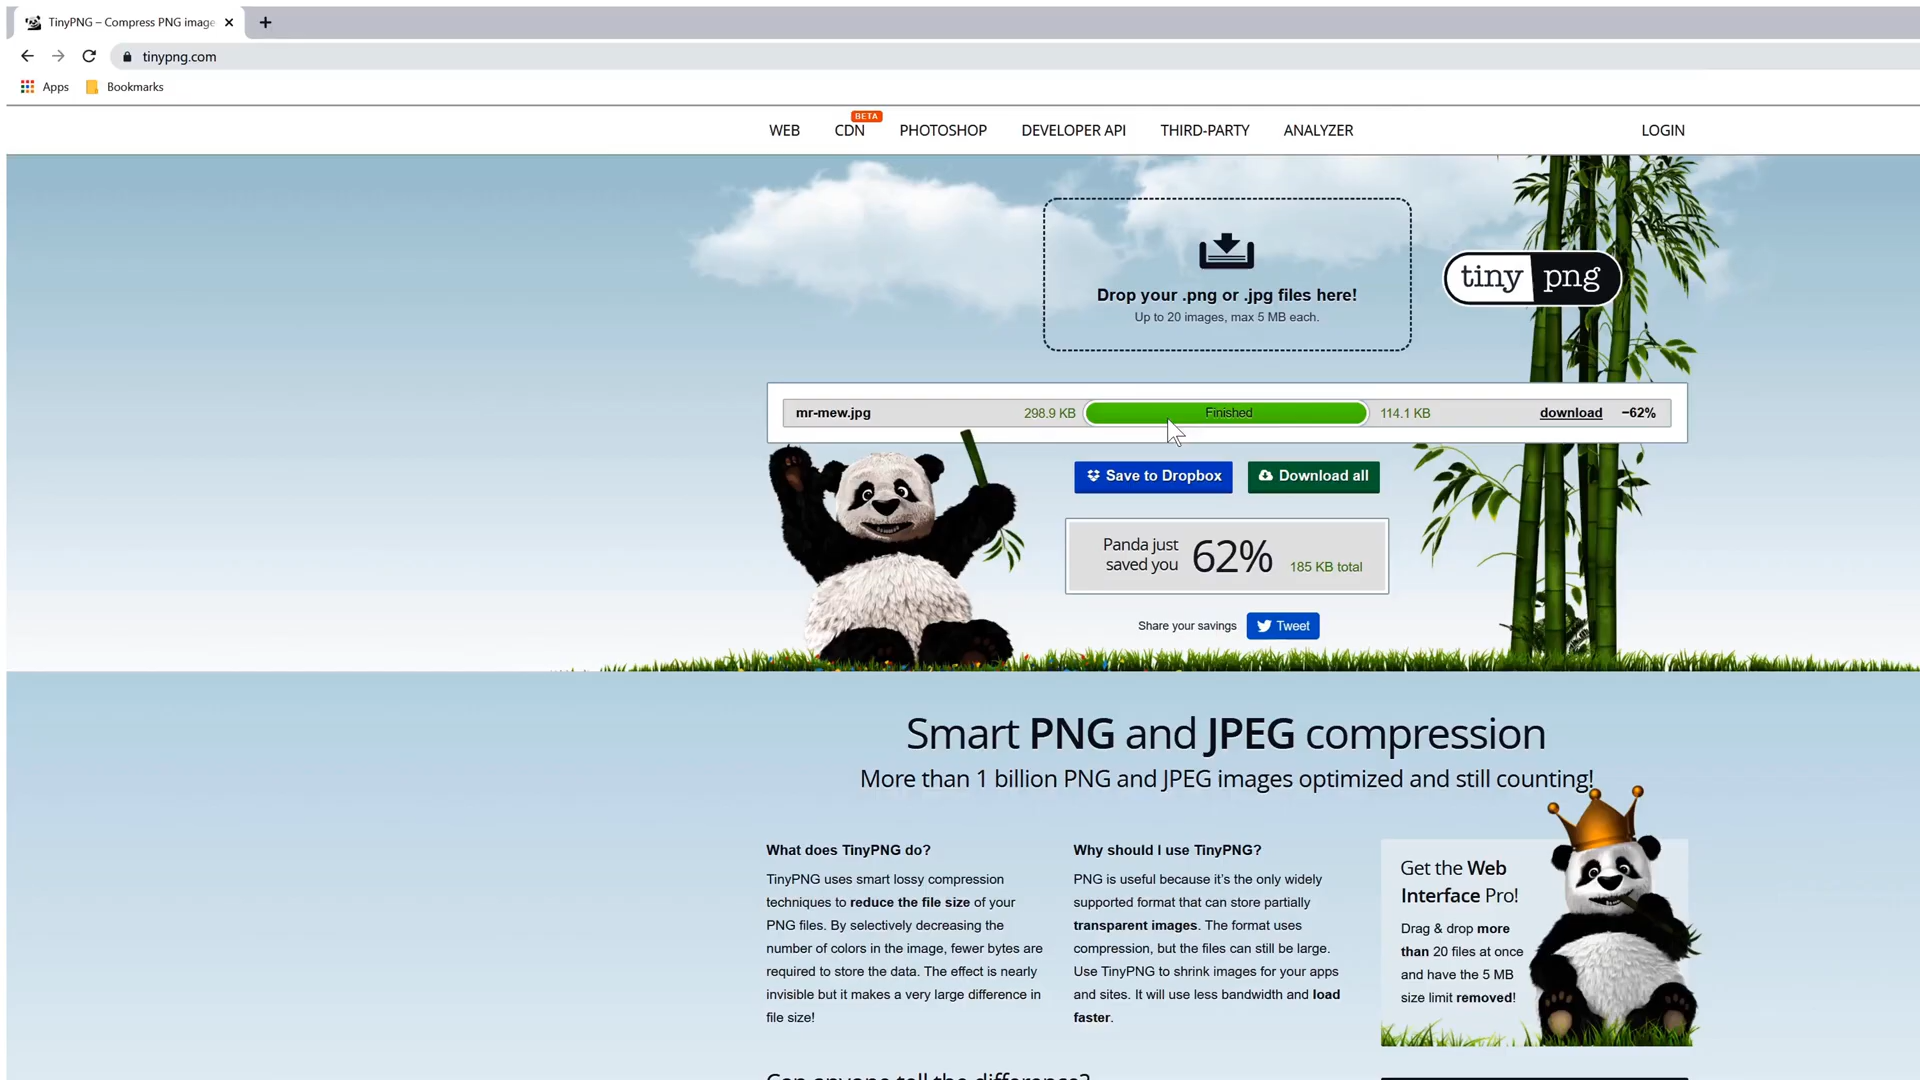 TinyPNG – Compress PNG image
tinypng.com
Apps Bookmarks
BETA
WEB CDN PHOTOSHOP DEVELOPER API THIRD-PARTY ANALYZER LOGIN
Drop your .png or .jpg files here!
Up to 20 images, max 5 MB each.
tiny png
mr-mew.jpg 298.9 KB Finished 114.1 KB download −62%
Save to Dropbox Download all
Panda just
saved you 62% 185 KB total
Share your savings Tweet
Smart PNG and JPEG compression
More than 1 billion PNG and JPEG images optimized and still counting!
What does TinyPNG do?
TinyPNG uses smart lossy compression
techniques to reduce the file size of your
PNG files. By selectively decreasing the
number of colors in the image, fewer bytes are
required to store the data. The effect is nearly
invisible but it makes a very large difference in
file size!
Why should I use TinyPNG?
PNG is useful because it’s the only widely
supported format that can store partially
transparent images. The format uses
compression, but the files can still be large.
Use TinyPNG to shrink images for your apps
and sites. It will use less bandwidth and load
faster.
Get the Web
Interface Pro!
Drag & drop more
than 20 files at once
and have the 5 MB
size limit removed!
Can anyone tell the difference?